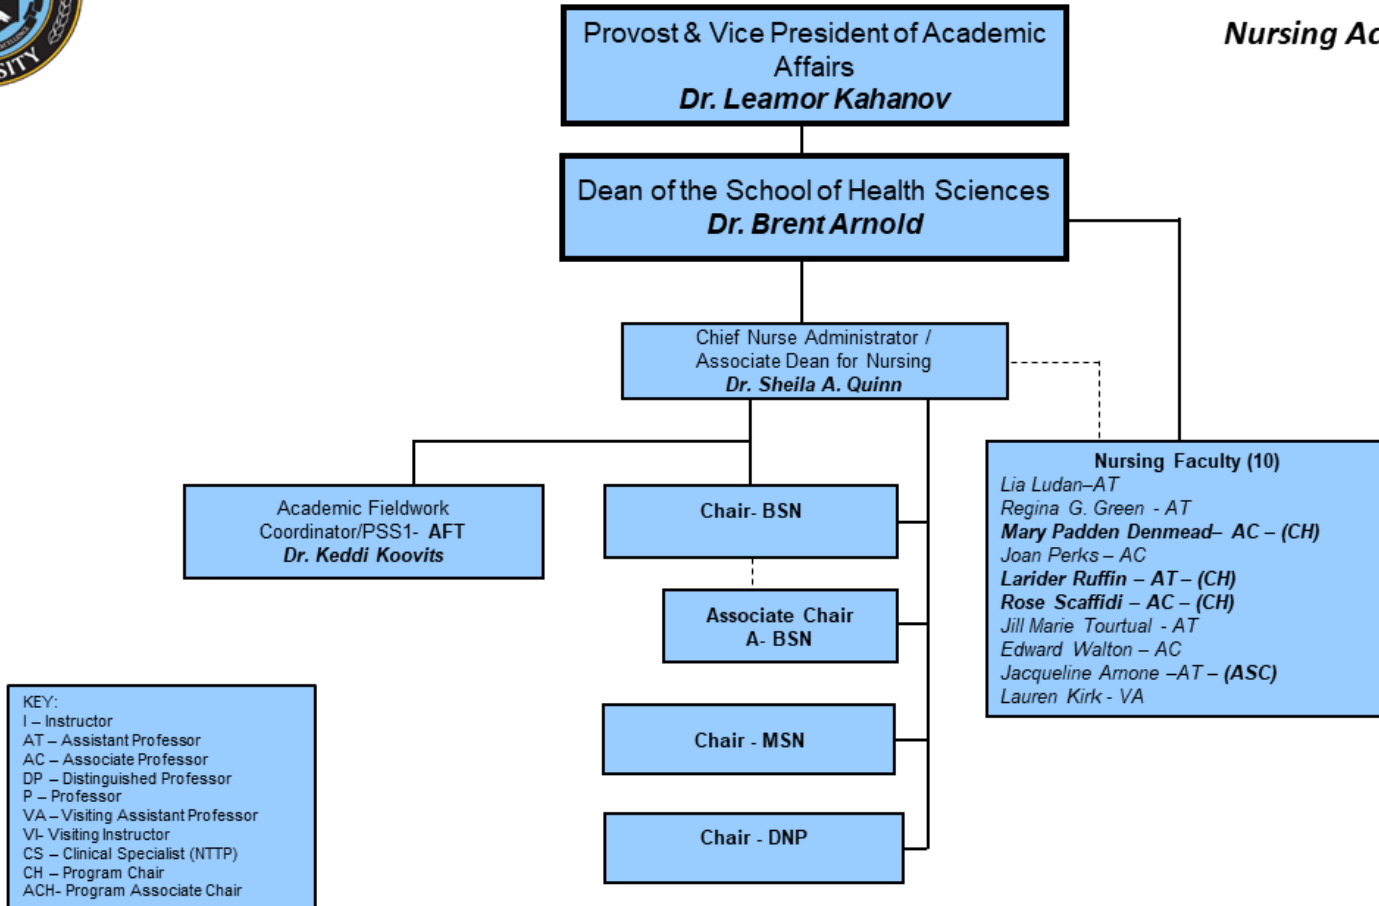 SITY
Nursing Ac
Provost & Vice President of Academic
Affairs
Dr. Leamor Kahanov
Dean of the School of Health Sciences
Dr. Brent Arnold
Chief Nurse Administrator /
Associate Dean for Nursing
Dr. Sheila A. Quinn
Academic Fieldwork
Coordinator/PSS1- AFT
Dr. Keddi Koovits
Chair- BSN
Associate Chair
A- BSN
Chair - MSN
Chair - DNP
Nursing Faculty (10)
Lia Ludan–AT
Regina G. Green - AT
Mary Padden Denmead– AC – (CH)
Joan Perks – AC
Larider Ruffin – AT – (CH)
Rose Scaffidi – AC – (CH)
Jill Marie Tourtual - AT
Edward Walton – AC
Jacqueline Arnone –AT – (ASC)
Lauren Kirk - VA
KEY:
I – Instructor
AT – Assistant Professor
AC – Associate Professor
DP – Distinguished Professor
P – Professor
VA – Visiting Assistant Professor
VI- Visiting Instructor
CS – Clinical Specialist (NTTP)
CH – Program Chair
ACH- Program Associate Chair